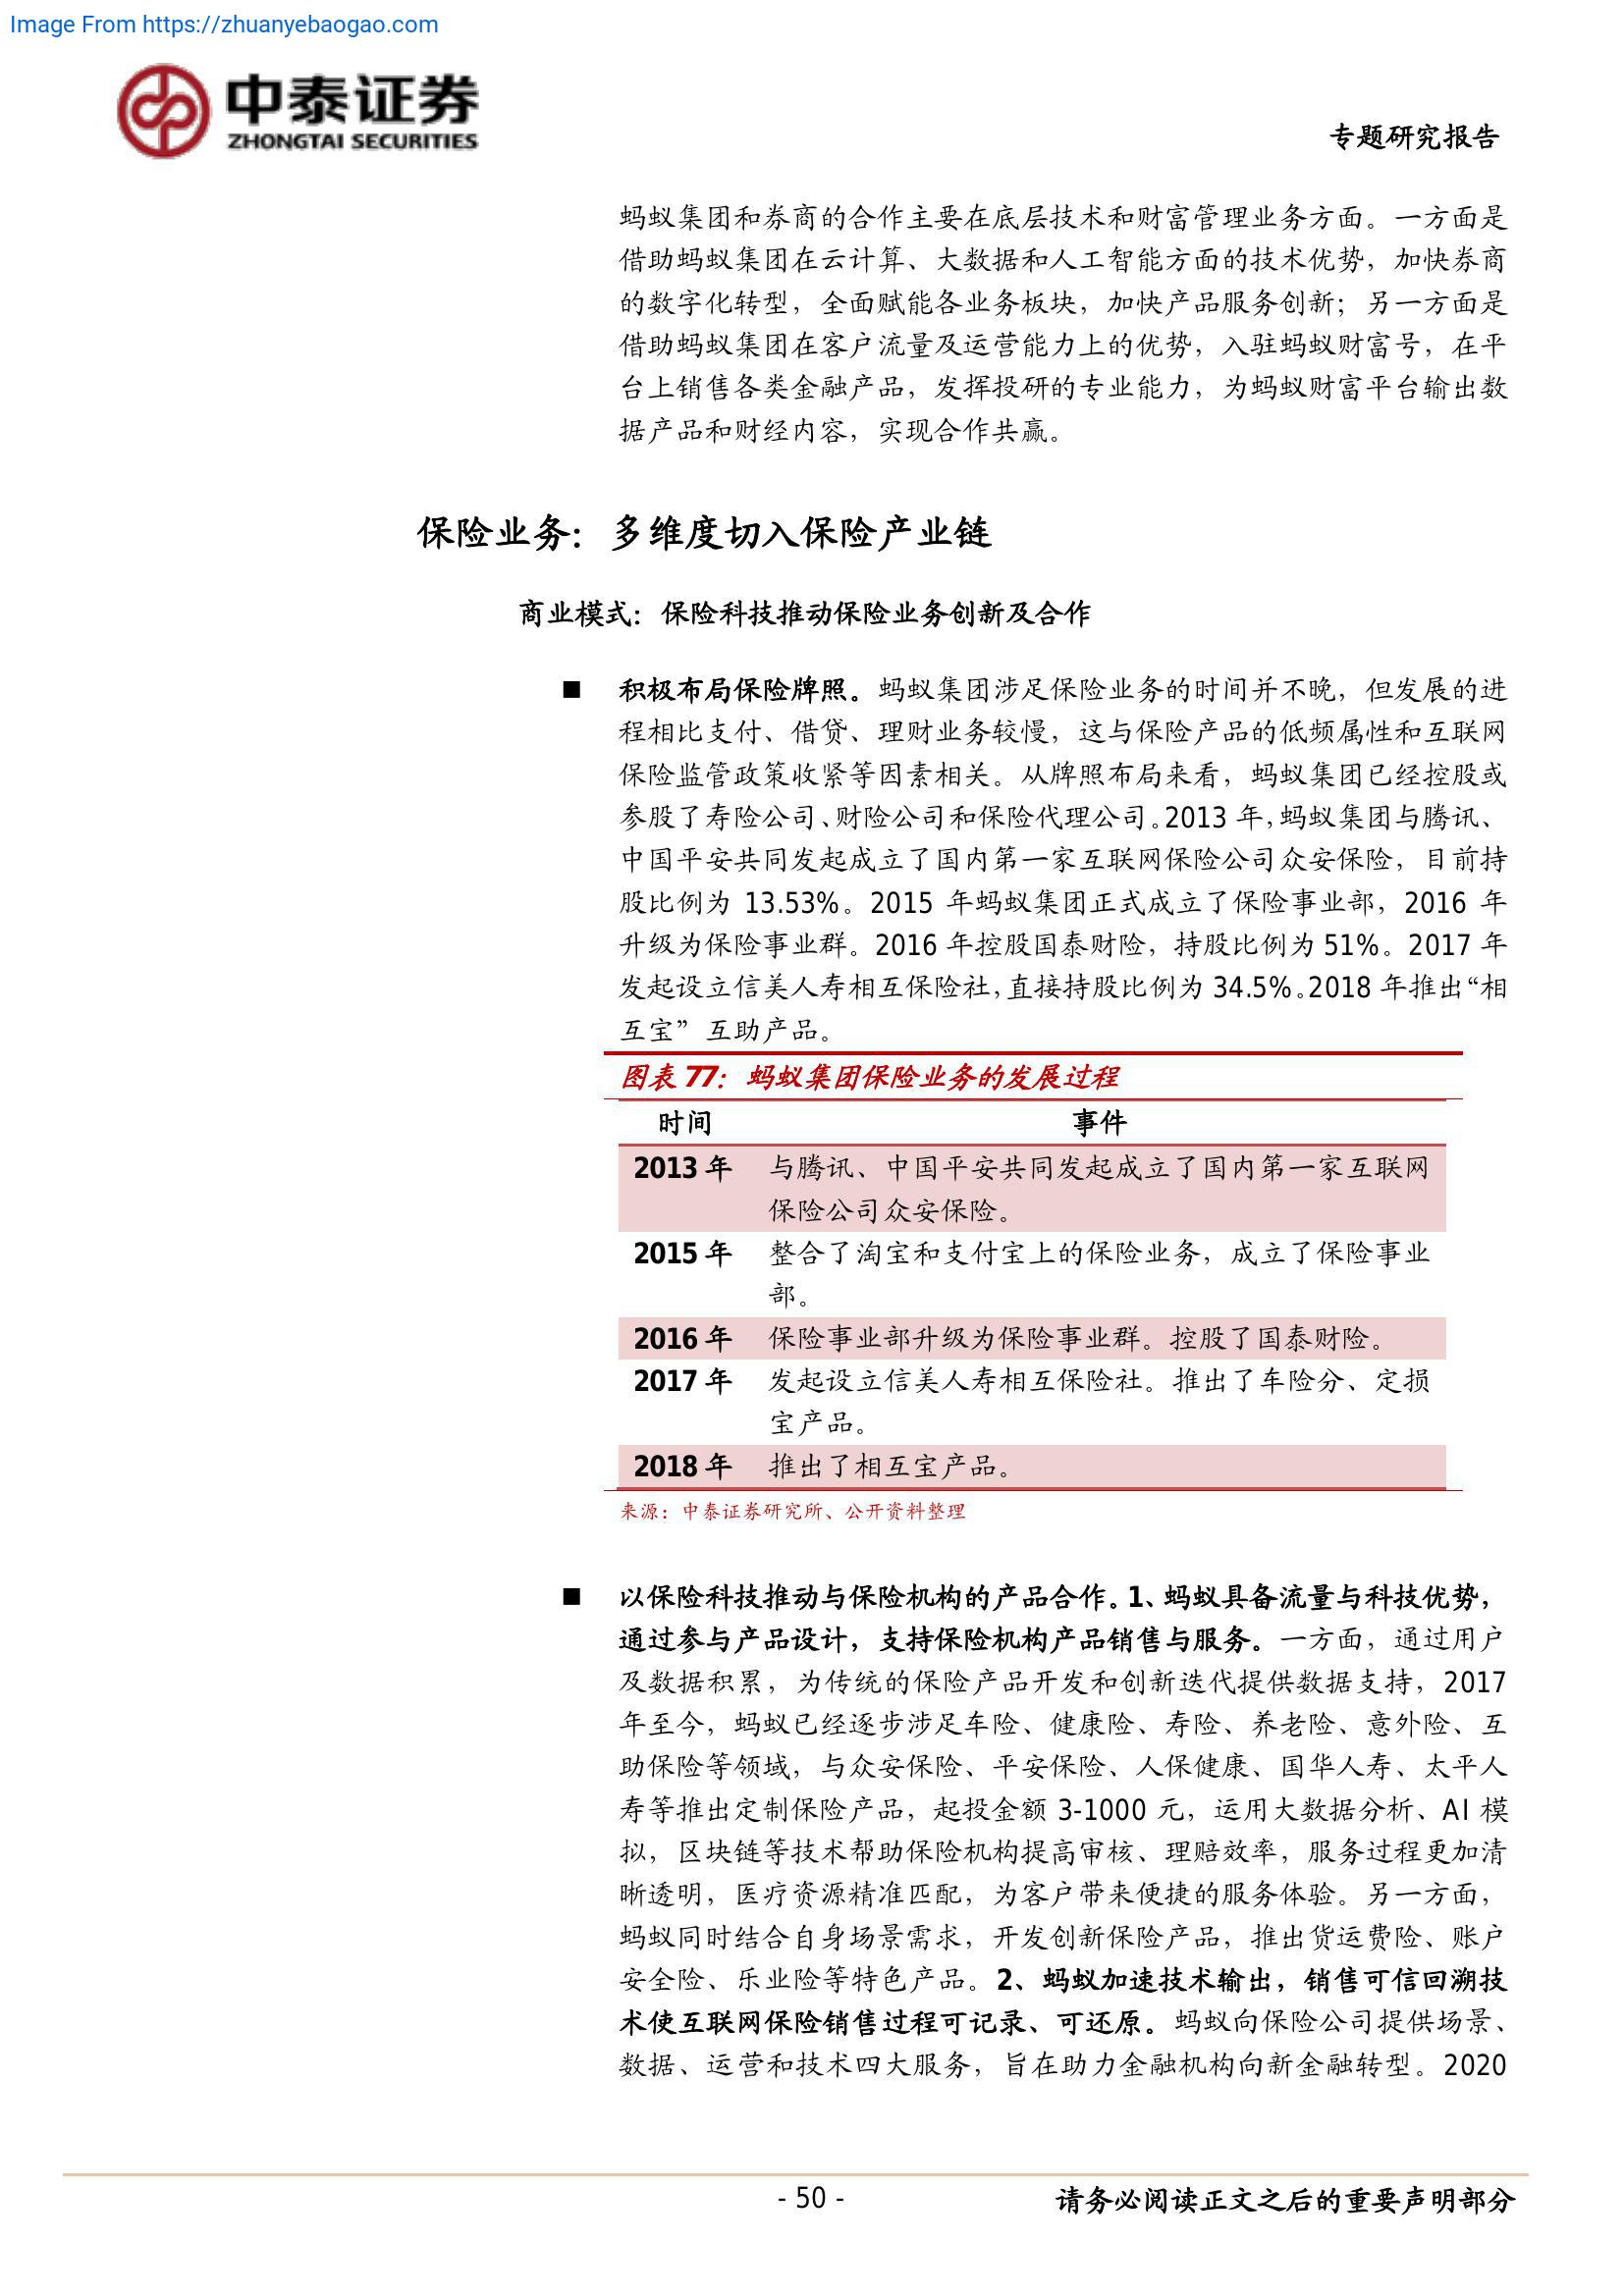 Image From https://zhuanyebaogao.com
中泰证券
ZHONGTAI SECURITIES
专题研究报告
蚂蚁集团和券商的合作主要在底层技术和财富管理业务方面。一方面是
借助蚂蚁集团在云计算、大数据和人工智能方面的技术优势，加快券商
的数字化转型，全面赋能各业务板块，加快产品服务创新；另一方面是
借助蚂蚁集团在客户流量及运营能力上的优势，入驻蚂蚁财富号，在平
台上销售各类金融产品，发挥投研的专业能力，为蚂蚁财富平台输出数
据产品和财经内容，实现合作共赢。
保险业务：多维度切入保险产业链
商业模式：保险科技推动保险业务创新及合作
■ 积极布局保险牌照。蚂蚁集团涉足保险业务的时间并不晚，但发展的进
程相比支付、借贷、理财业务较慢，这与保险产品的低频属性和互联网
保险监管政策收紧等因素相关。从牌照布局来看，蚂蚁集团已经控股或
参股了寿险公司、财险公司和保险代理公司。2013 年，蚂蚁集团与腾讯、
中国平安共同发起成立了国内第一家互联网保险公司众安保险，目前持
股比例为 13.53%。2015 年蚂蚁集团正式成立了保险事业部，2016 年
升级为保险事业群。2016 年控股国泰财险，持股比例为 51%。2017 年
发起设立信美人寿相互保险社，直接持股比例为 34.5%。2018 年推出“相
互宝” 互助产品。
图表 77：蚂蚁集团保险业务的发展过程
时间 事件
2013 年 与腾讯、中国平安共同发起成立了国内第一家互联网
保险公司众安保险。
2015 年 整合了淘宝和支付宝上的保险业务，成立了保险事业
部。
2016 年 保险事业部升级为保险事业群。控股了国泰财险。
2017 年 发起设立信美人寿相互保险社。推出了车险分、定损
宝产品。
2018 年 推出了相互宝产品。
来源：中泰证券研究所、公开资料整理
■ 以保险科技推动与保险机构的产品合作。1、蚂蚁具备流量与科技优势，
通过参与产品设计，支持保险机构产品销售与服务。一方面，通过用户
及数据积累，为传统的保险产品开发和创新迭代提供数据支持，2017
年至今，蚂蚁已经逐步涉足车险、健康险、寿险、养老险、意外险、互
助保险等领域，与众安保险、平安保险、人保健康、国华人寿、太平人
寿等推出定制保险产品，起投金额 3-1000 元，运用大数据分析、AI 模
拟，区块链等技术帮助保险机构提高审核、理赔效率，服务过程更加清
晰透明，医疗资源精准匹配，为客户带来便捷的服务体验。另一方面，
蚂蚁同时结合自身场景需求，开发创新保险产品，推出货运费险、账户
安全险、乐业险等特色产品。2、蚂蚁加速技术输出，销售可信回溯技
术使互联网保险销售过程可记录、可还原。蚂蚁向保险公司提供场景、
数据、运营和技术四大服务，旨在助力金融机构向新金融转型。2020
- 50 -
请务必阅读正文之后的重要声明部分